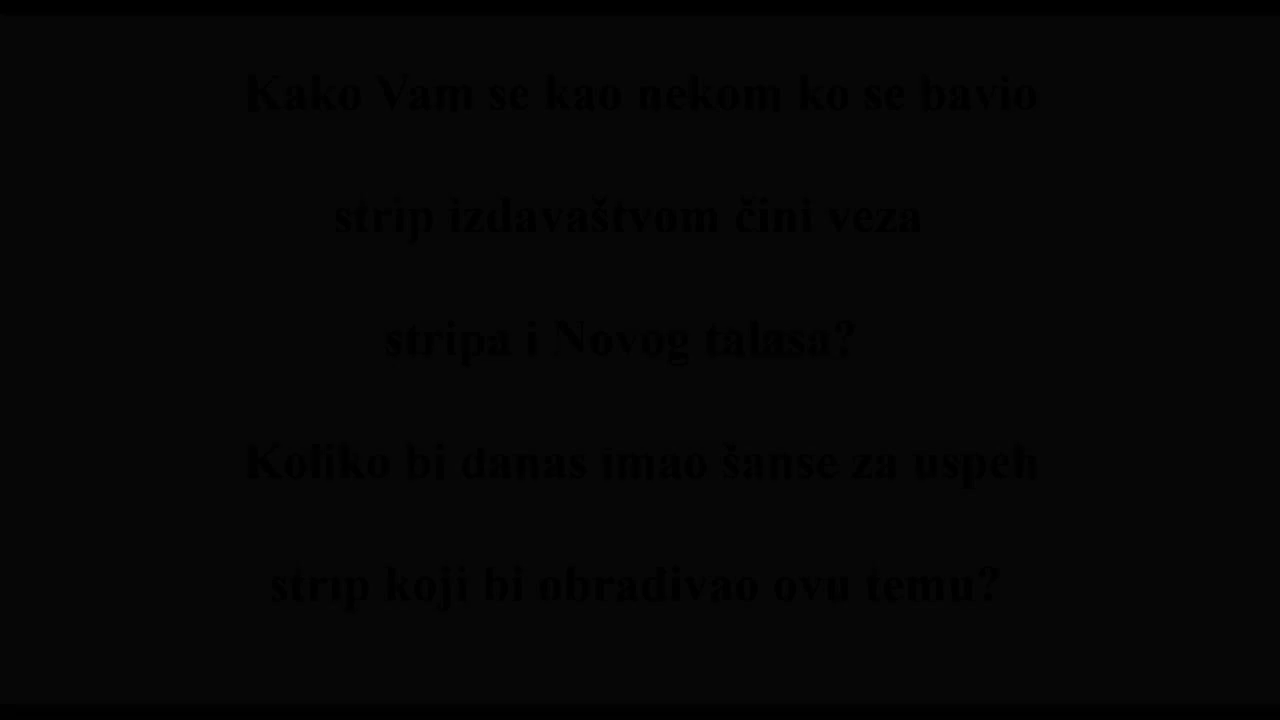 Kako Vam se kao nekom ko se bavio
strip izdavaštvom čini veza
stripa i Novog talasa?
Koliko bi danas imao šanse za uspeh
strip koji bi obrađivao ovu temu?